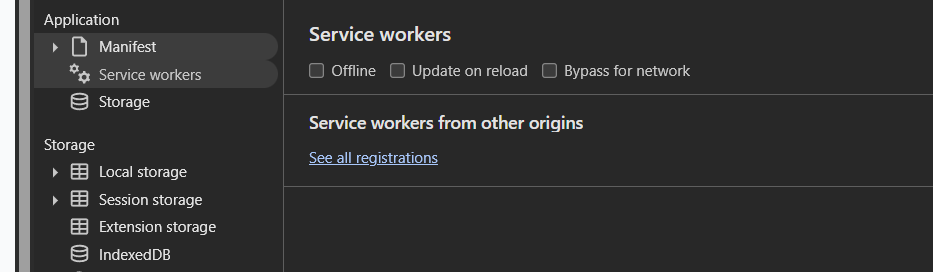 Application
Manifest
Service workers
Storage
Storage
Local storage
Session storage
Extension storage
IndexedDB
Service workers
Offline Update on reload Bypass for network
Service workers from other origins
See all registrations